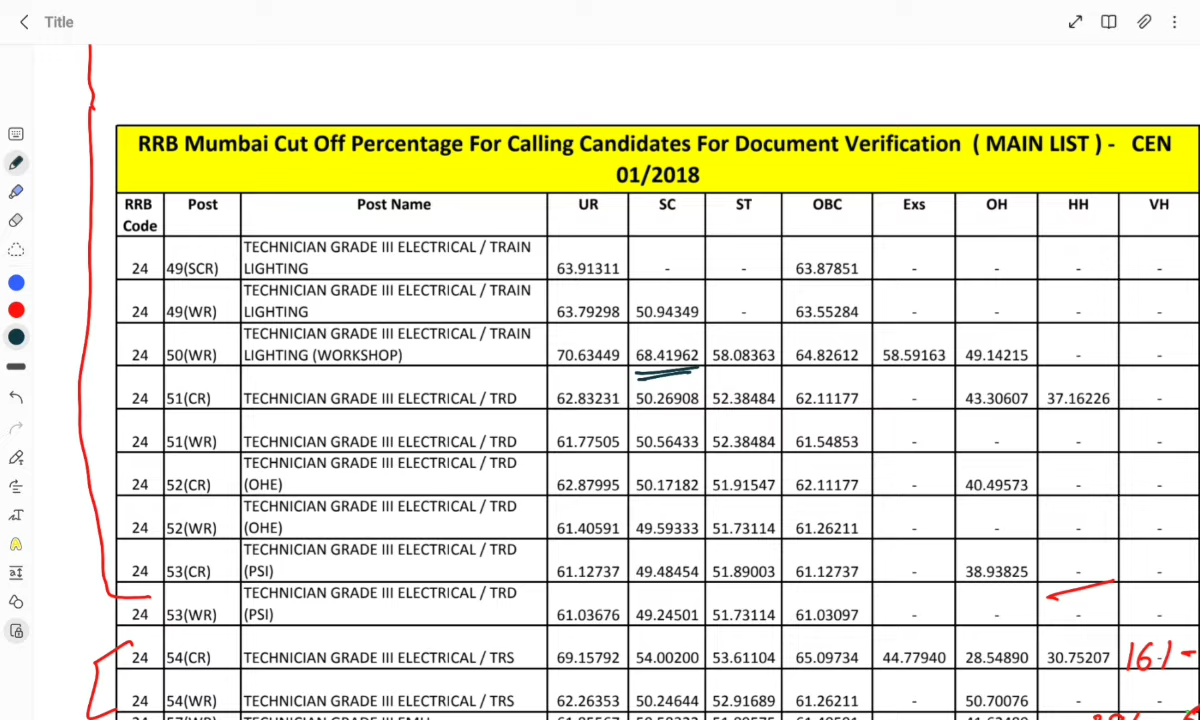 Title
RRB Mumbai Cut Off Percentage For Calling Candidates For Document Verification ( MAIN LIST ) - CEN
01/2018
RRB Code Post Post Name UR SC ST OBC Exs OH HH VH
24 49(SCR) TECHNICIAN GRADE III ELECTRICAL / TRAIN LIGHTING 63.91311 - - 63.87851 - - - -
24 49(WR) TECHNICIAN GRADE III ELECTRICAL / TRAIN LIGHTING 63.79298 50.94349 - 63.55284 - - - -
24 50(WR) TECHNICIAN GRADE III ELECTRICAL / TRAIN LIGHTING (WORKSHOP) 70.63449 68.41962 58.08363 64.82612 58.59163 49.14215 - -
24 51(CR) TECHNICIAN GRADE III ELECTRICAL / TRD 62.83231 50.26908 52.38484 62.11177 - 43.30607 37.16226 -
24 51(WR) TECHNICIAN GRADE III ELECTRICAL / TRD 61.77505 50.56433 52.38484 61.54853 - - - -
24 52(CR) TECHNICIAN GRADE III ELECTRICAL / TRD (OHE) 62.87995 50.17182 51.91547 62.11177 - 40.49573 - -
24 52(WR) TECHNICIAN GRADE III ELECTRICAL / TRD (OHE) 61.40591 49.59333 51.73114 61.26211 - - - -
24 53(CR) TECHNICIAN GRADE III ELECTRICAL / TRD (PSI) 61.12737 49.48454 51.89003 61.12737 - 38.93825 - -
24 53(WR) TECHNICIAN GRADE III ELECTRICAL / TRD (PSI) 61.03676 49.24501 51.73114 61.03097 - - - -
24 54(CR) TECHNICIAN GRADE III ELECTRICAL / TRS 69.15792 54.00200 53.61104 65.09734 44.77940 28.54890 30.75207 161-
24 54(WR) TECHNICIAN GRADE III ELECTRICAL / TRS 62.26353 50.24644 52.91689 61.26211 - 50.70076 - -